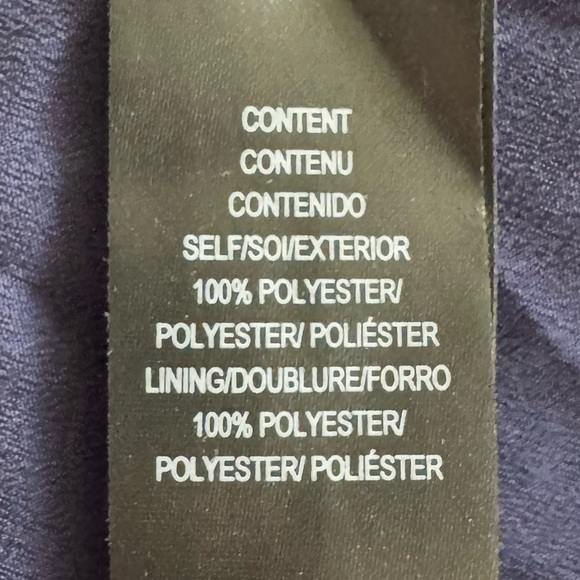 CONTENT
CONTENU
CONTENIDO
SELF/SOI/EXTERIOR
100% POLYESTER/
POLYESTER/ POLIÉSTER
LINING/DOUBLURE/FORRO
100% POLYESTER/
POLYESTER/ POLIÉSTER